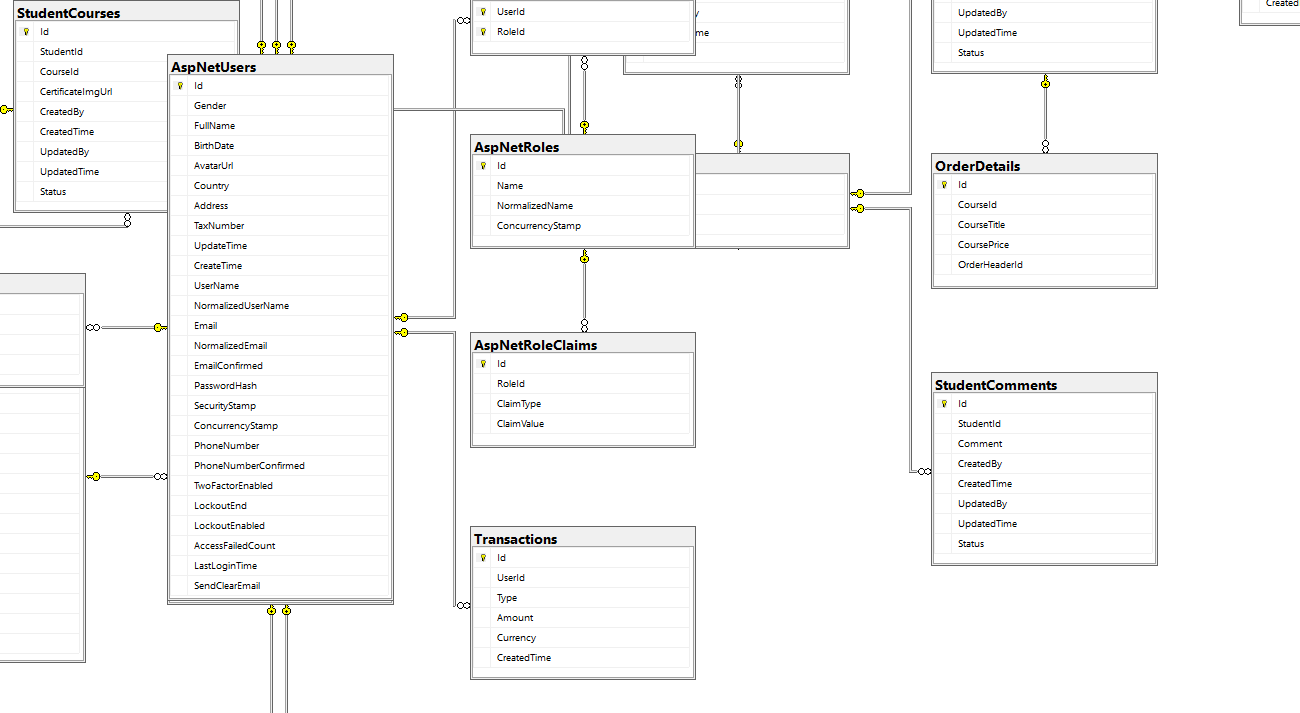 StudentCourses
Id
StudentId
CourseId
CertificateImgUrl
CreatedBy
CreatedTime
UpdatedBy
UpdatedTime
Status
AspNetUsers
Id
Gender
FullName
BirthDate
AvatarUrl
Country
Address
TaxNumber
UpdateTime
CreateTime
UserName
NormalizedUserName
Email
NormalizedEmail
EmailConfirmed
PasswordHash
SecurityStamp
ConcurrencyStamp
PhoneNumber
PhoneNumberConfirmed
TwoFactorEnabled
LockoutEnd
LockoutEnabled
AccessFailedCount
LastLoginTime
SendClearEmail
UserId
RoleId
me
AspNetRoles
Id
Name
NormalizedName
ConcurrencyStamp
AspNetRoleClaims
Id
RoleId
ClaimType
ClaimValue
Transactions
Id
UserId
Type
Amount
Currency
CreatedTime
UpdatedBy
UpdatedTime
Status
OrderDetails
Id
CourseId
CourseTitle
CoursePrice
OrderHeaderId
StudentComments
Id
StudentId
Comment
CreatedBy
CreatedTime
UpdatedBy
UpdatedTime
Status
Created